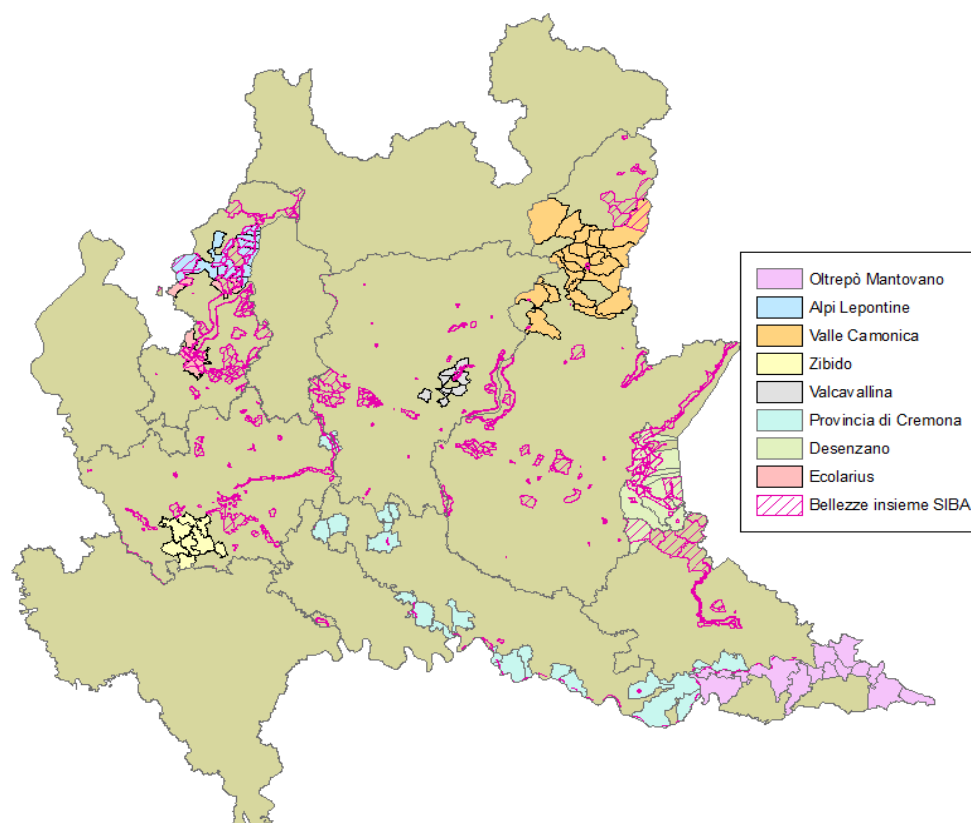 Oltrepò Mantovano
Alpi Lepontine
Valle Camonica
Zibido
Valcavallina
Provincia di Cremona
Desenzano
Ecolarius
Bellezze insieme SIBA